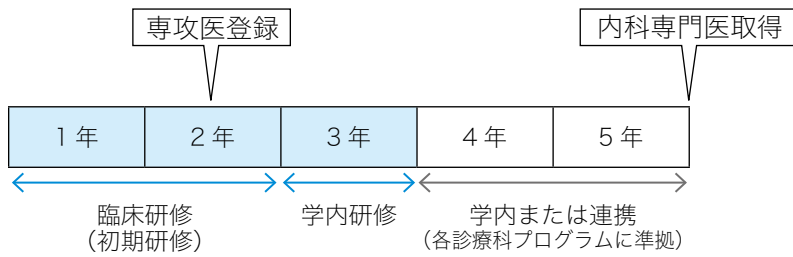 専攻医登録
内科専門医取得
1年
2年
3年
4年
5年
臨床研修
（初期研修）
学内研修
学内または連携
（各診療科プログラムに準拠）